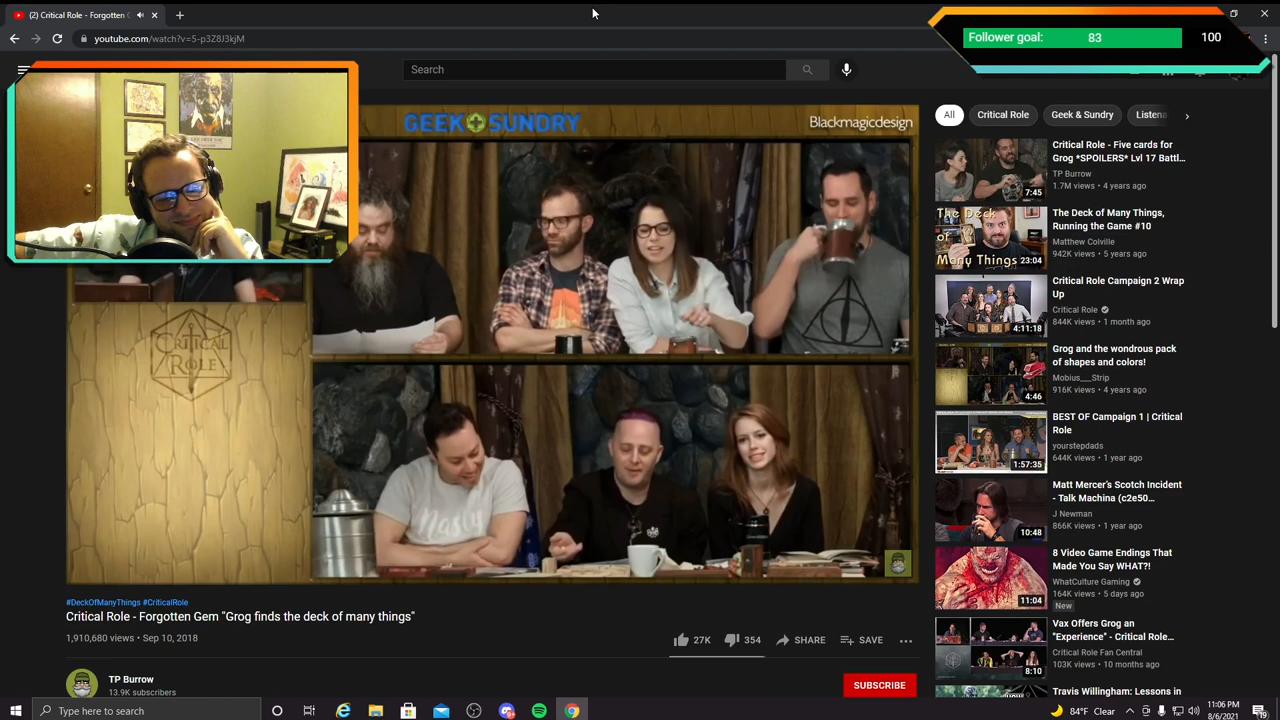 (2) Critical Role - Forgotten G
Follower goal: 83 100
youtube.com/watch?v=5-p3Z8J3kjM
Search
GEEK & SUNDRY
Blackmagicdesign
CRITICAL
ROLE
#DeckOfManyThings #CriticalRole
Critical Role - Forgotten Gem "Grog finds the deck of many things"
1,910,680 views • Sep 10, 2018
27K 354 SHARE SAVE
TP Burrow
13.9K subscribers
SUBSCRIBE
All Critical Role Geek & Sundry Listena
Critical Role - Five cards for
Grog *SPOILERS* Lvl 17 Battl...
TP Burrow
1.7M views • 4 years ago
7:45
The Deck
of
Many Things
23:04
The Deck of Many Things,
Running the Game #10
Matthew Colville
942K views • 5 years ago
Critical Role Campaign 2 Wrap
Up
Critical Role
844K views • 1 month ago
4:11:18
Grog and the wondrous pack
of shapes and colors!
Mobius___Strip
916K views • 4 years ago
4:46
BEST OF Campaign 1 | Critical
Role
yourstepdads
644K views • 1 year ago
1:57:35
Matt Mercer's Scotch Incident
- Talk Machina (c2e50...
J Newman
866K views • 1 year ago
10:48
8 Video Game Endings That
Made You Say WHAT?!
WhatCulture Gaming
164K views • 5 days ago
New
11:04
Vax Offers Grog an
"Experience" - Critical Role...
Critical Role Fan Central
103K views • 10 months ago
8:10
Travis Willingham: Lessons in
Type here to search
84°F Clear
11:06 PM
8/6/2021